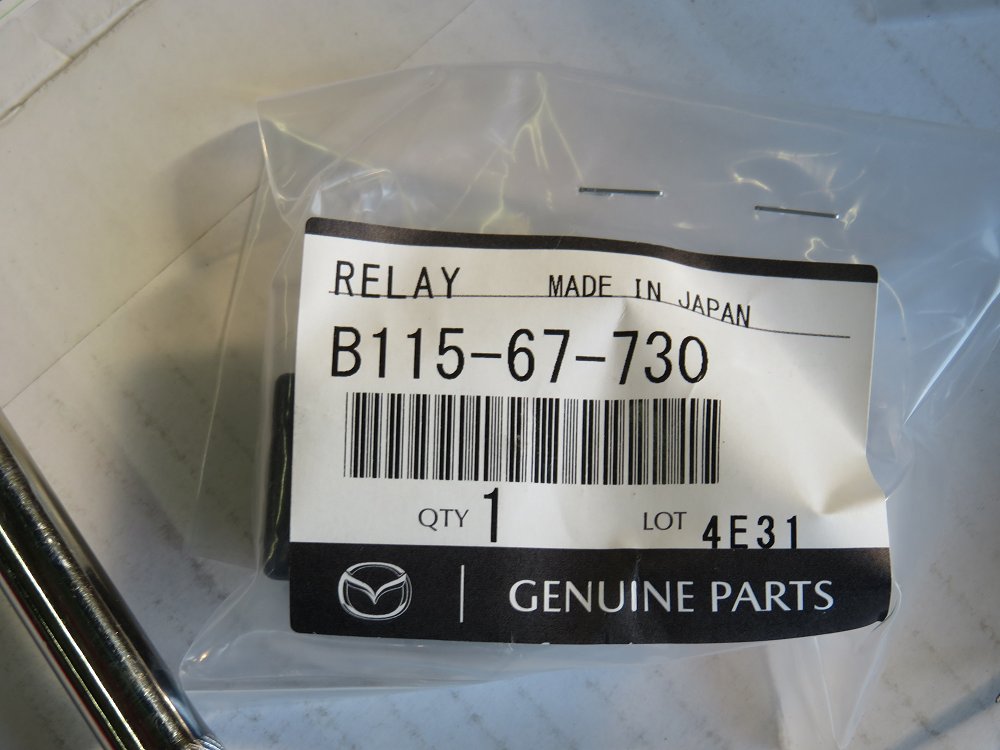 RELAY MADE IN JAPAN
B115-67-730
QTY 1 LOT 4E31
GENUINE PARTS